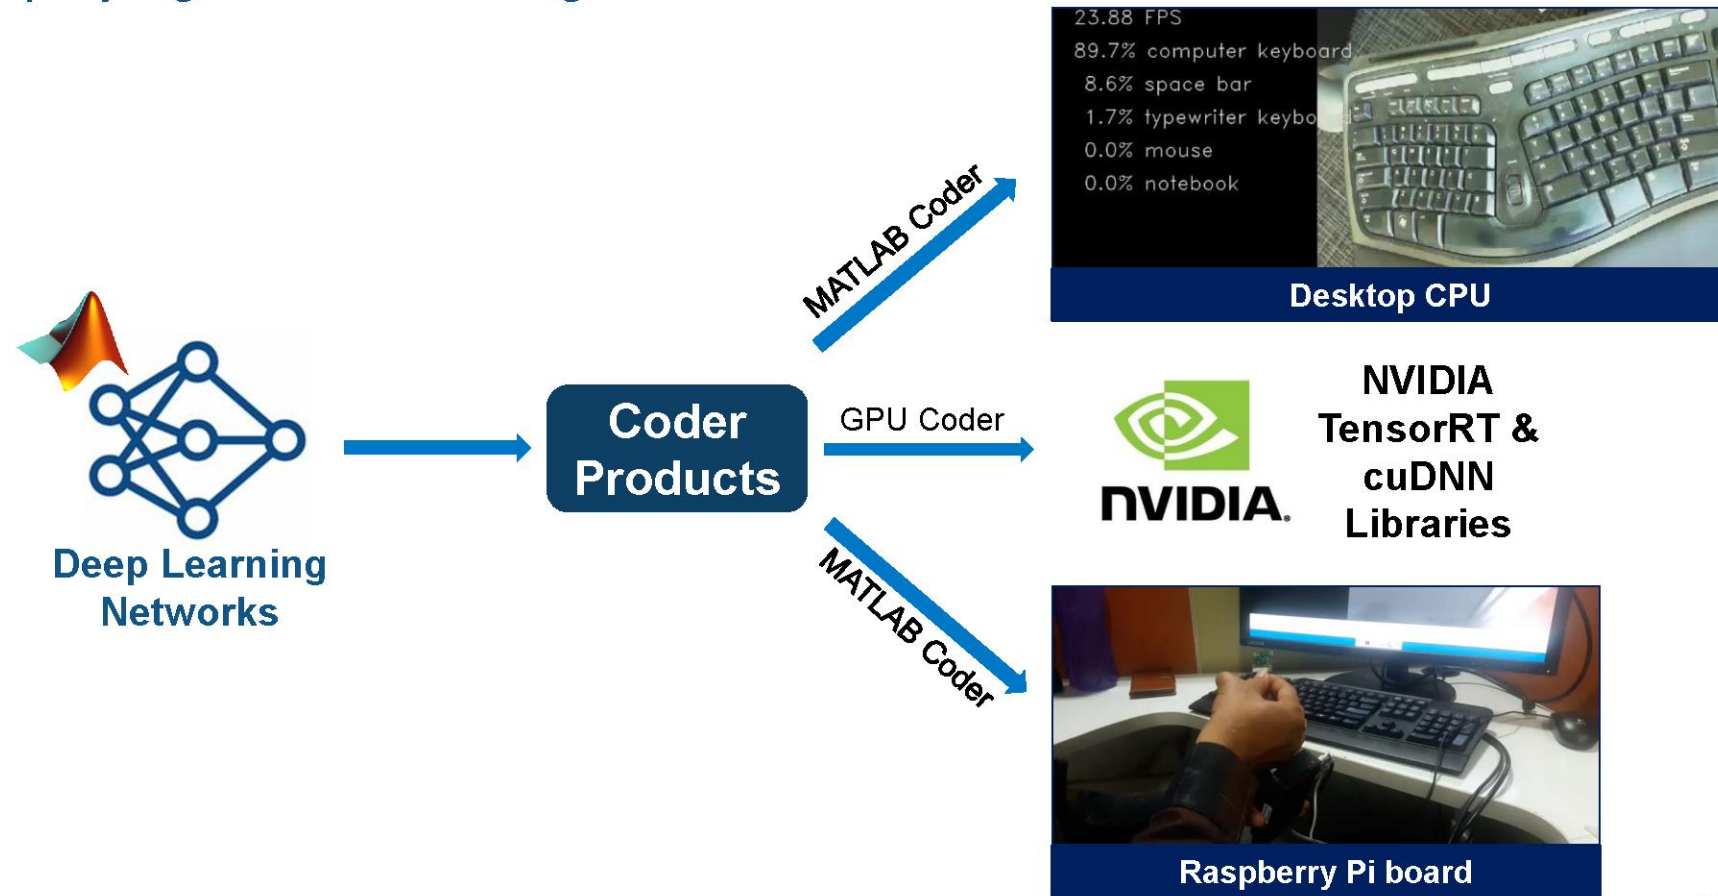 23.88 FPS
89.7% computer keyboard
8.6% space bar
1.7% typewriter keybo
0.0% mouse
0.0% notebook
Desktop CPU
MATLAB Coder
Deep Learning
Networks
Coder
Products
GPU Coder
NVIDIA.
NVIDIA
TensorRT &
cuDNN
Libraries
MATLAB Coder
Raspberry Pi board